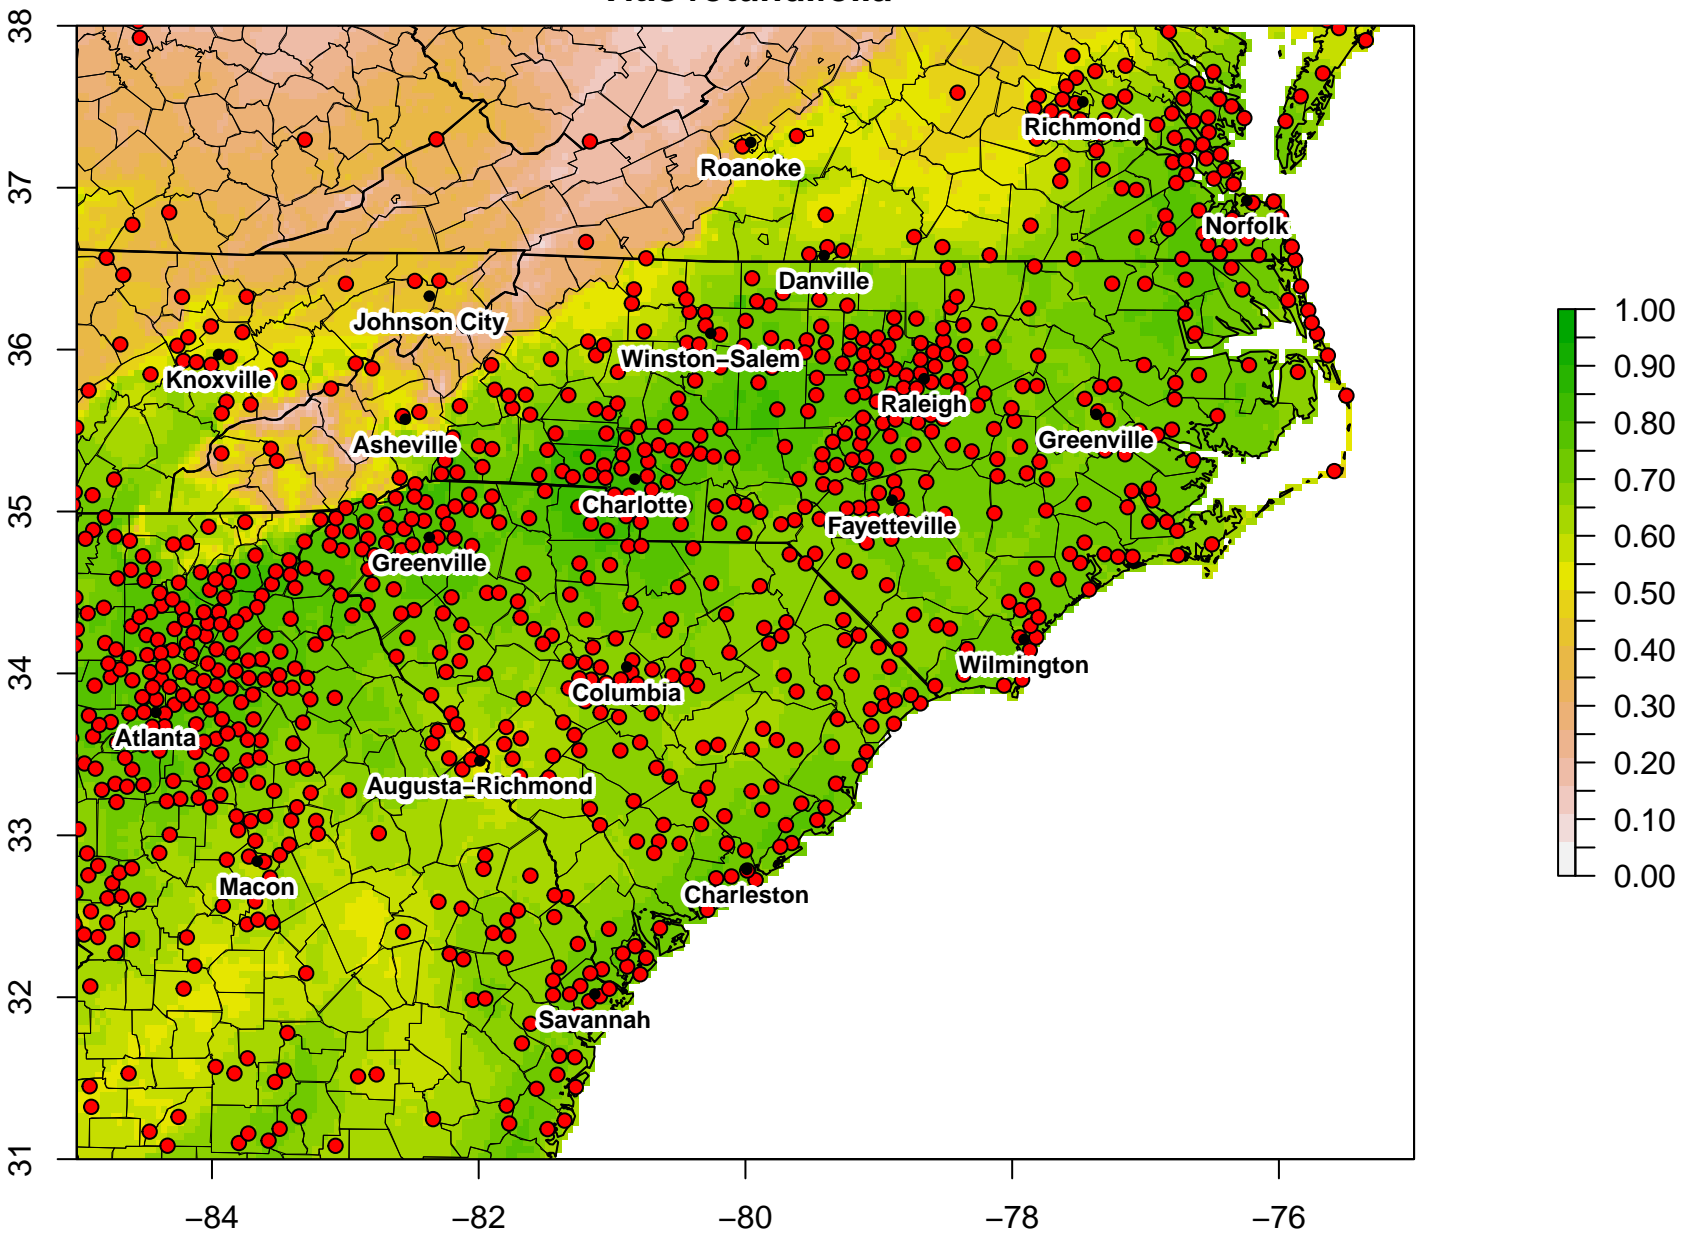 38
37
36
35
34
33
32
31
Richmond
Roanoke
Norfolk
Danville
Johnson City
Winston–Salem
Knoxville
Raleigh
Asheville
Greenville
Charlotte
Fayetteville
Greenville
Wilmington
Columbia
Atlanta
Augusta–Richmond
Macon
Charleston
Savannah
−84 −82 −80 −78 −76
1.00
0.90
0.80
0.70
0.60
0.50
0.40
0.30
0.20
0.10
0.00